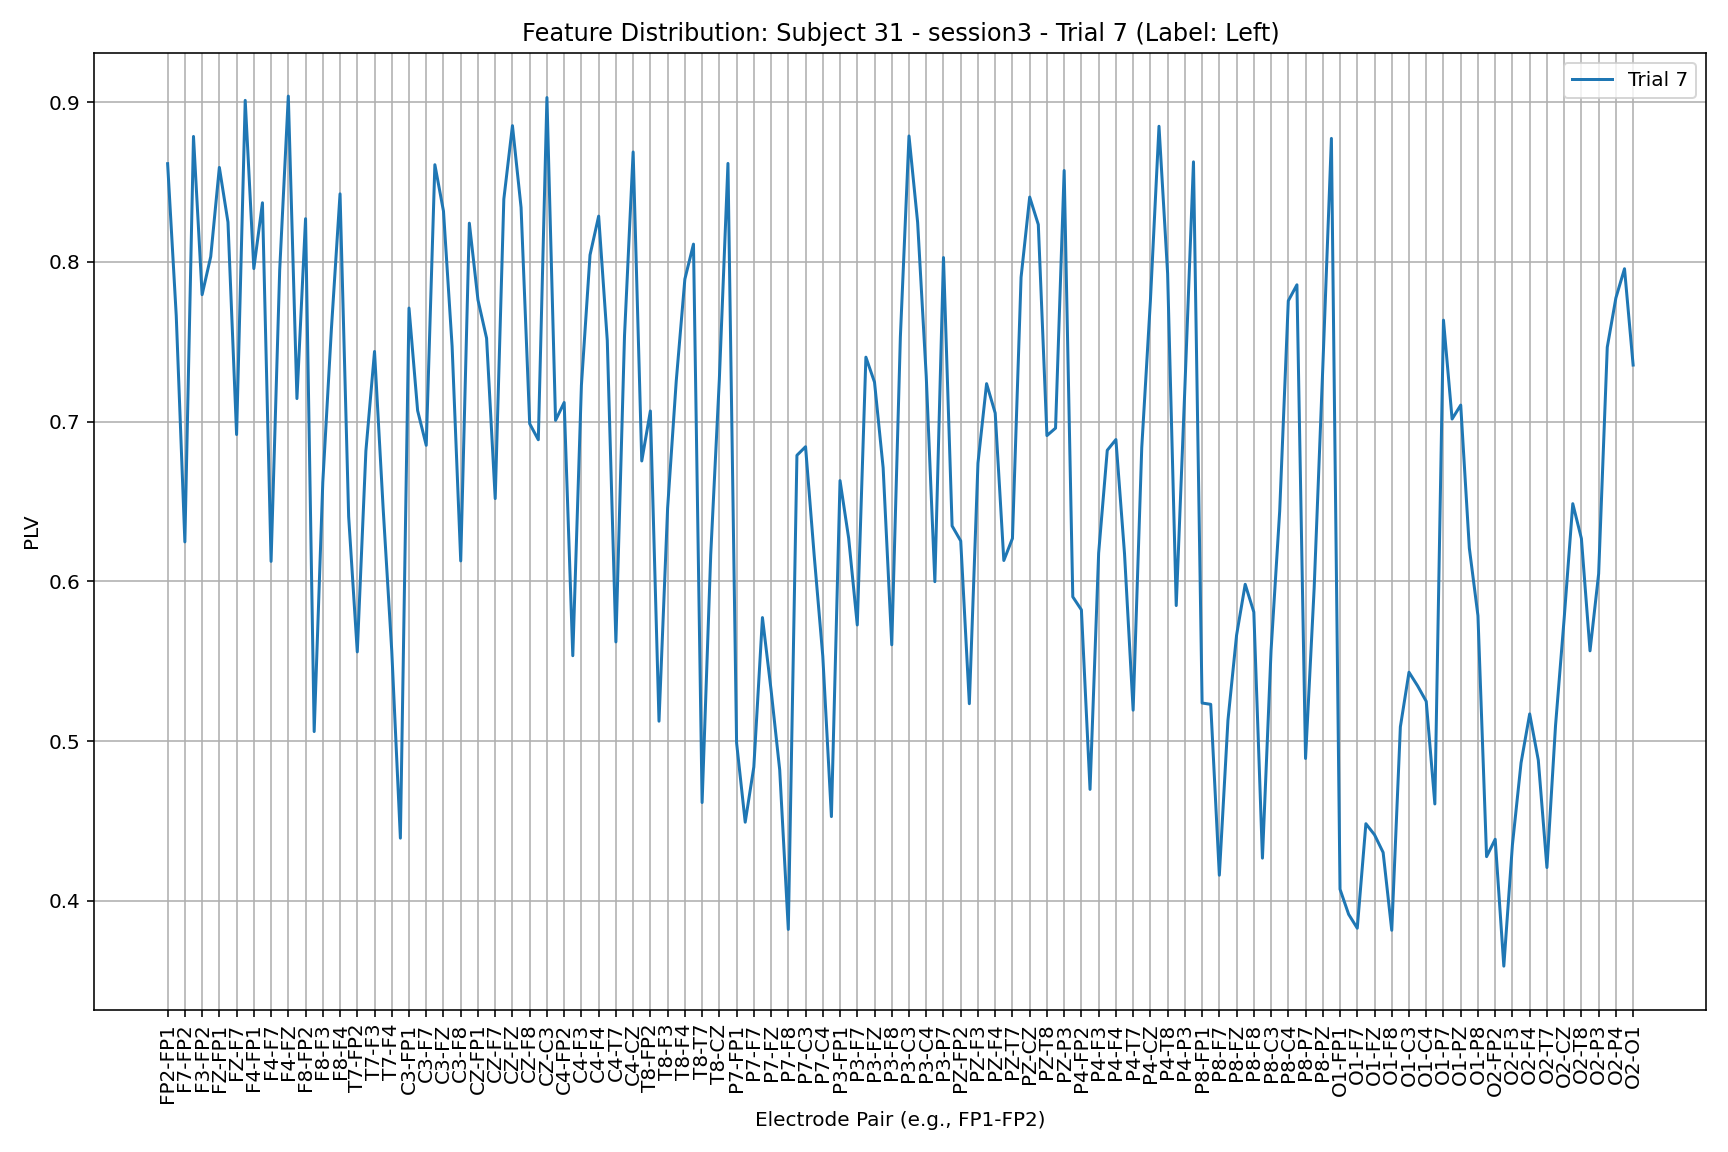 Feature Distribution: Subject 31 - session3 - Trial 7 (Label: Left)
Trial 7
0.9
0.8
0.7
0.6
0.5
0.4
PLV
FP2-FP1
F7-FP2
F3-FP2
FZ-FP1
FZ-F7
F4-FP1
F4-F7
F4-FZ
F8-FP2
F8-F3
F8-F4
T7-FP2
T7-F3
T7-F4
C3-FP1
C3-F7
C3-FZ
C3-F8
CZ-FP1
CZ-F7
CZ-FZ
CZ-F8
CZ-C3
C4-FP2
C4-F3
C4-F4
C4-T7
C4-CZ
T8-FP2
T8-F3
T8-F4
T8-T7
T8-CZ
P7-FP1
P7-F7
P7-FZ
P7-F8
P7-C3
P7-C4
P3-FP1
P3-F7
P3-FZ
P3-F8
P3-C3
P3-C4
P3-P7
PZ-FP2
PZ-F3
PZ-F4
PZ-T7
PZ-CZ
PZ-T8
PZ-P3
P4-FP2
P4-F3
P4-F4
P4-T7
P4-CZ
P4-T8
P4-P3
P8-FP1
P8-F7
P8-FZ
P8-F8
P8-C3
P8-C4
P8-P7
P8-PZ
O1-FP1
O1-F7
O1-FZ
O1-F8
O1-C3
O1-C4
O1-P7
O1-PZ
O1-P8
O2-FP2
O2-F3
O2-F4
O2-T7
O2-CZ
O2-T8
O2-P3
O2-P4
O2-O1
Electrode Pair (e.g., FP1-FP2)